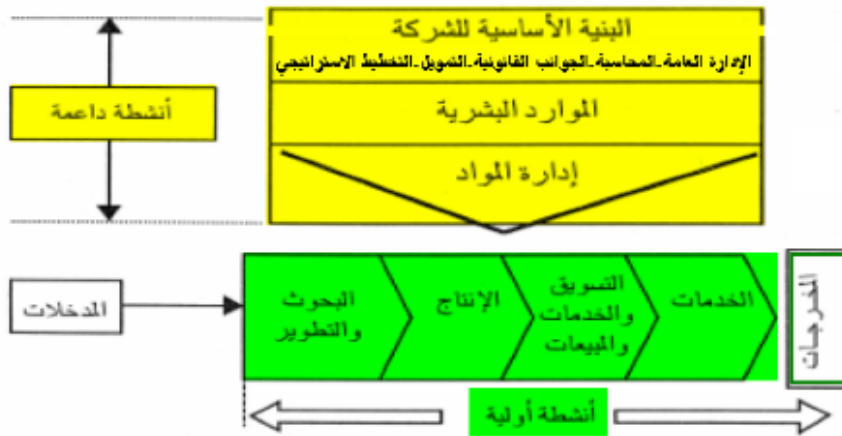 البنية الأساسية للشركة
الإدارة العامة-المحاسبة-الجوانب القانونية-التمويل-التخطيط الاستراتيجي
أنشطة داعمة
الموارد البشرية
إدارة المواد
المدخلات
البحوث
والتطوير
الإنتاج
التسويق
والخدمات
والمبيعات
الخدمات
المخرجات
أنشطة أولية